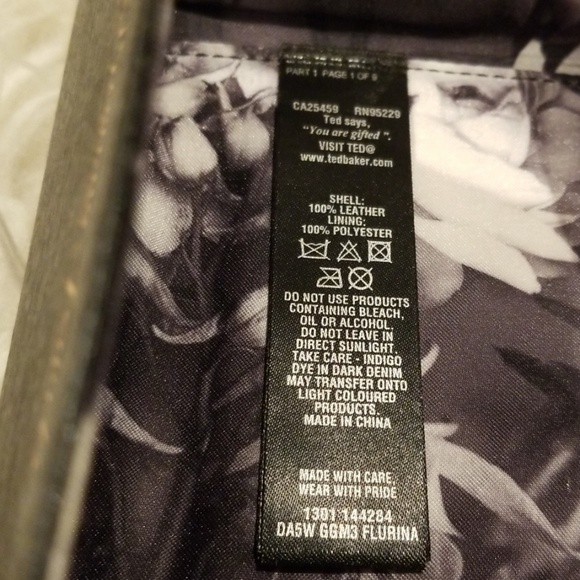 PART 1 PAGE 1 OF 9
CA25459 RN95229
Ted says,
"You are gifted".
VISIT TED@
www.tedbaker.com
SHELL:
100% LEATHER
LINING:
100% POLYESTER
DO NOT USE PRODUCTS
CONTAINING BLEACH,
OIL OR ALCOHOL.
DO NOT LEAVE IN
DIRECT SUNLIGHT.
TAKE CARE - INDIGO
DYE IN DARK DENIM
MAY TRANSFER ONTO
LIGHT COLOURED
PRODUCTS.
MADE IN CHINA
MADE WITH CARE,
WEAR WITH PRIDE
1301 144284
DA5W GGM3 FLURINA